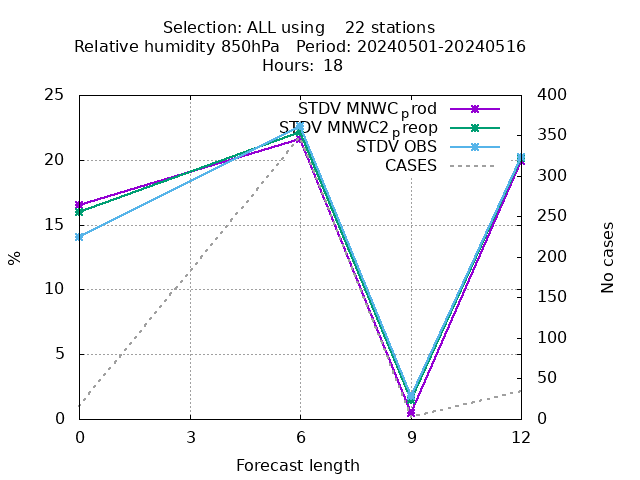 Selection: ALL using    22 stations
Relative humidity 850hPa   Period: 20240501-20240516
Hours: 18
25 400
STDV MNWC_prod
STDV MNWC2_preop
STDV OBS
CASES
350
20
300
15
250
200
10
150
100
5
50
0 0
%
No cases
0 3 6 9 12
Forecast length